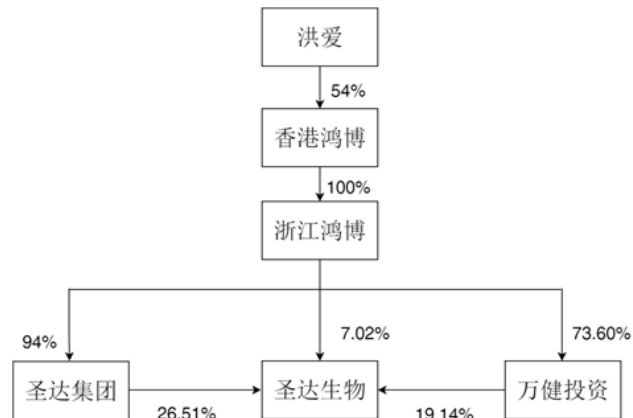 洪爱
54%
香港鸿博
100%
浙江鸿博
94%
7.02%
73.60%
圣达集团
圣达生物
万健投资
26.51%
19.14%